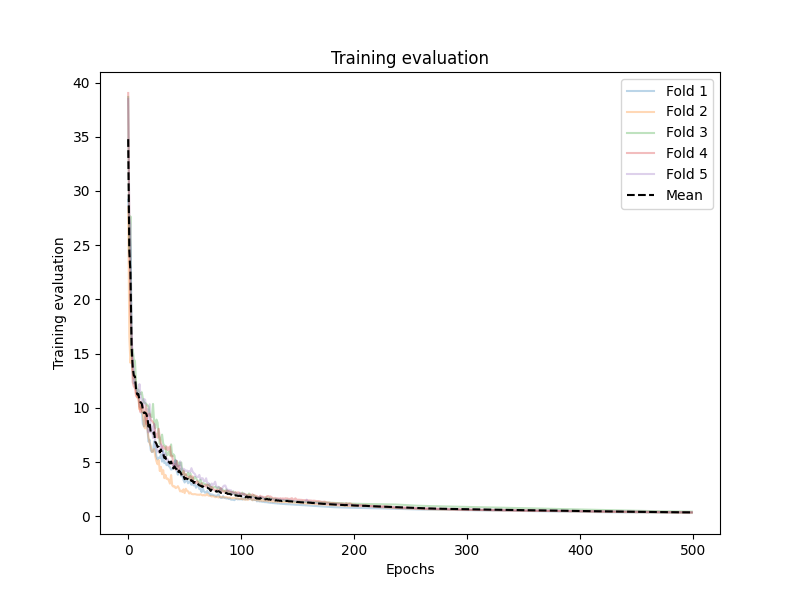 Training evaluation
40
35
30
25
20
15
10
5
0
Training evaluation
0 100 200 300 400 500
Epochs
Fold 1
Fold 2
Fold 3
Fold 4
Fold 5
Mean